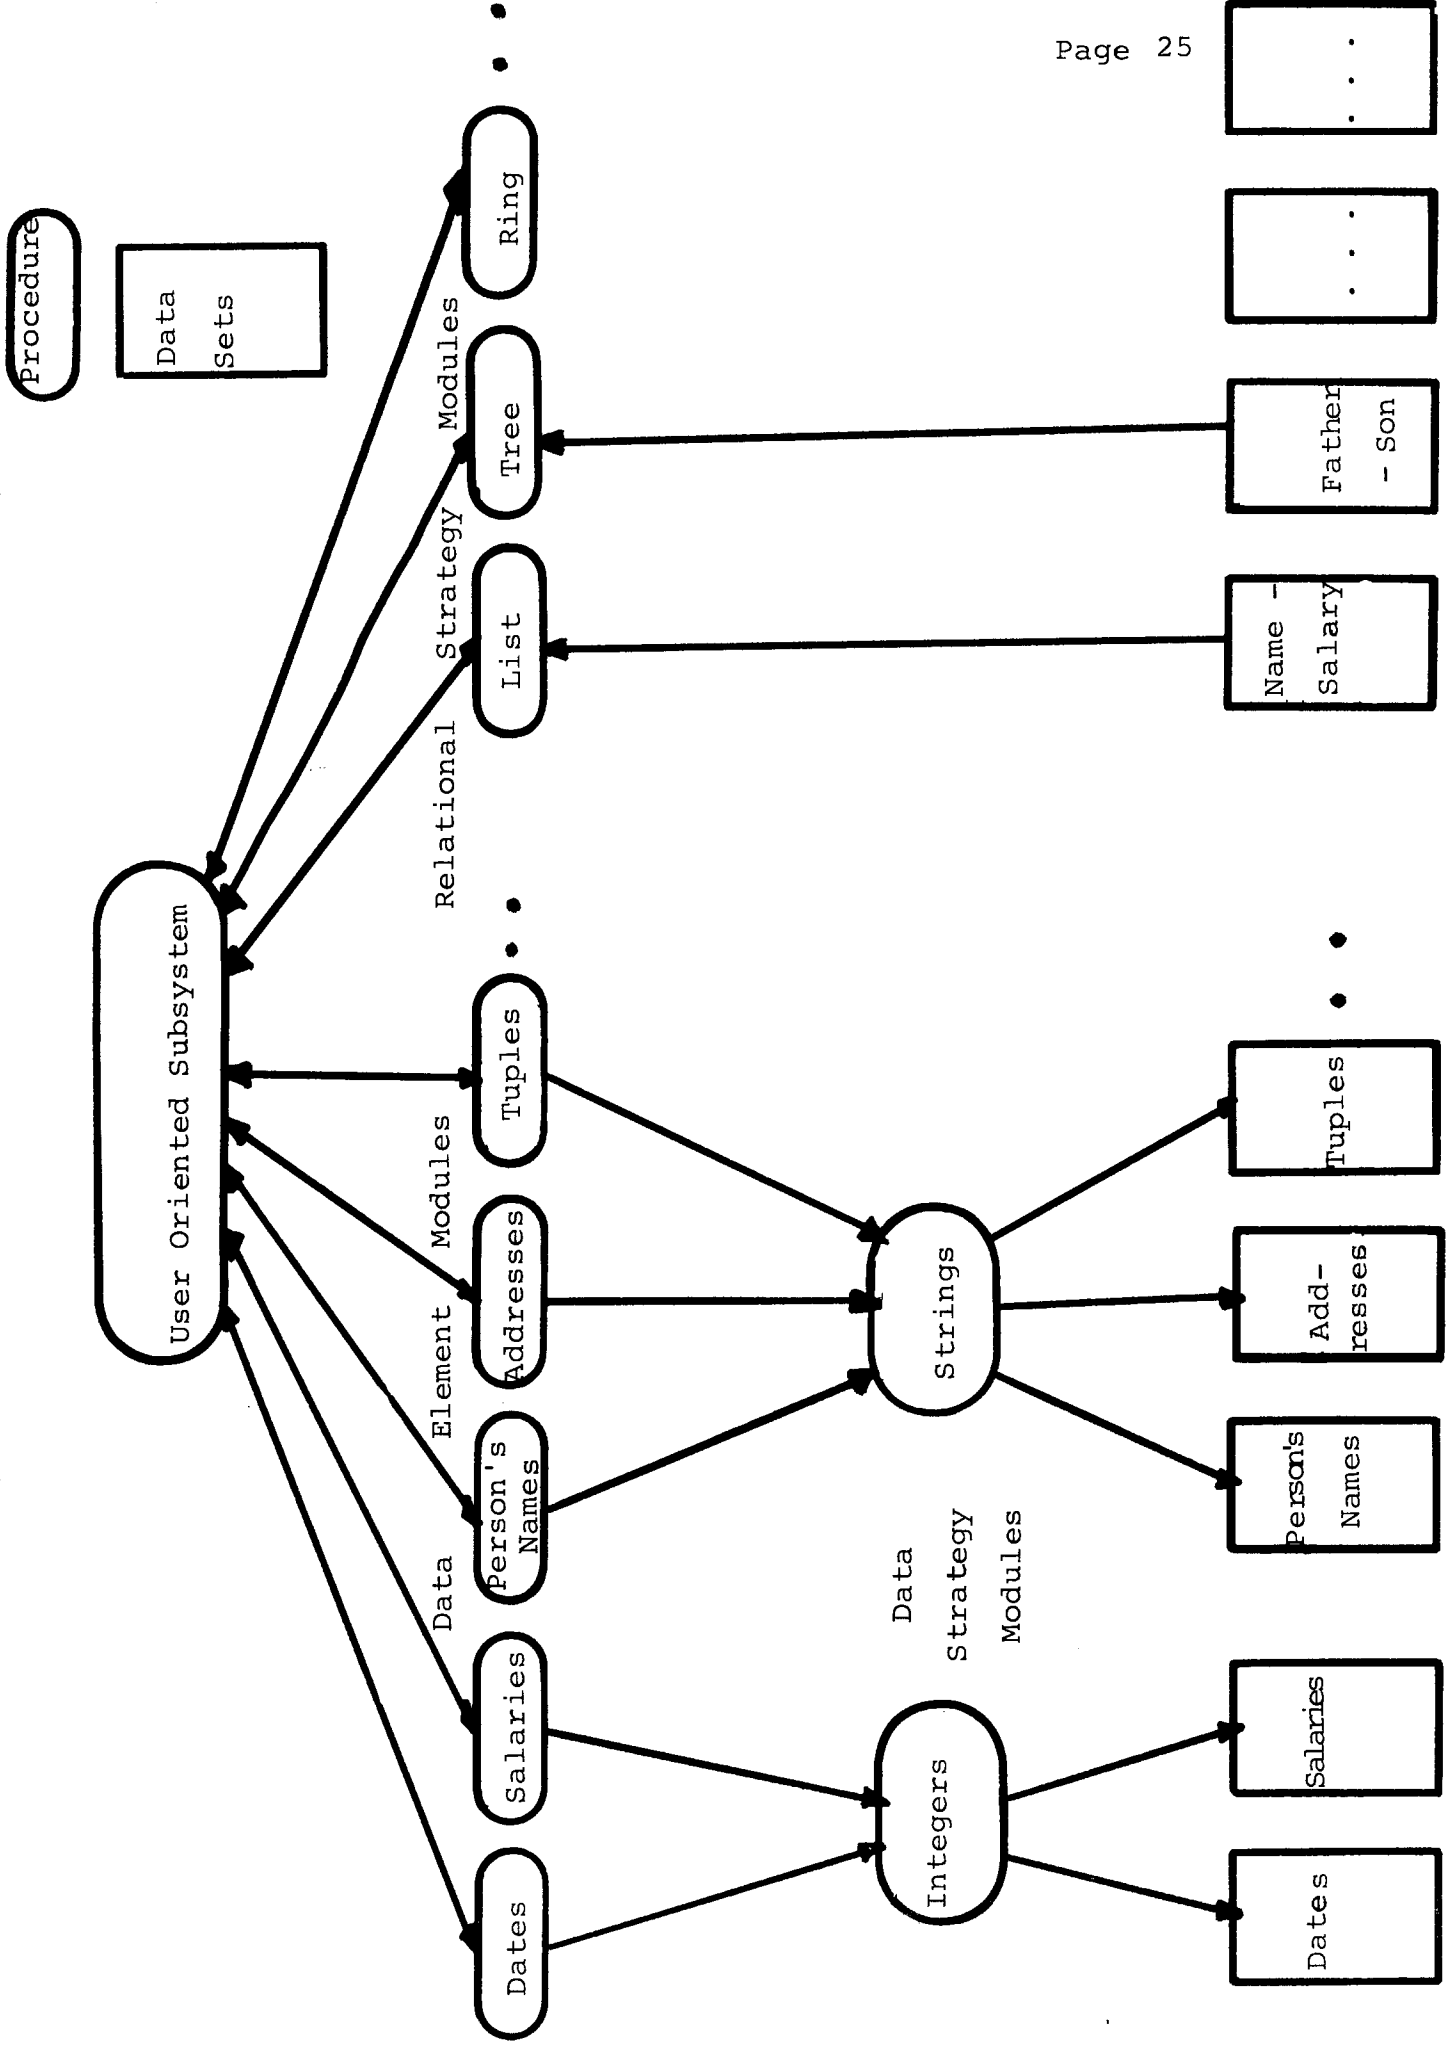 Page 25
Procedure
Data
Sets
User Oriented Subsystem
Data Element Modules
Relational Strategy Modules
Dates
Salaries
Person's
Names
Addresses
Tuples
. .
List
Tree
Ring
. .
Integers
Data
Strategy
Modules
Strings
Dates
Salaries
Person's
Names
Add-
resses
Tuples
. .
Name -
Salary
Father
- Son
. . .
. . .